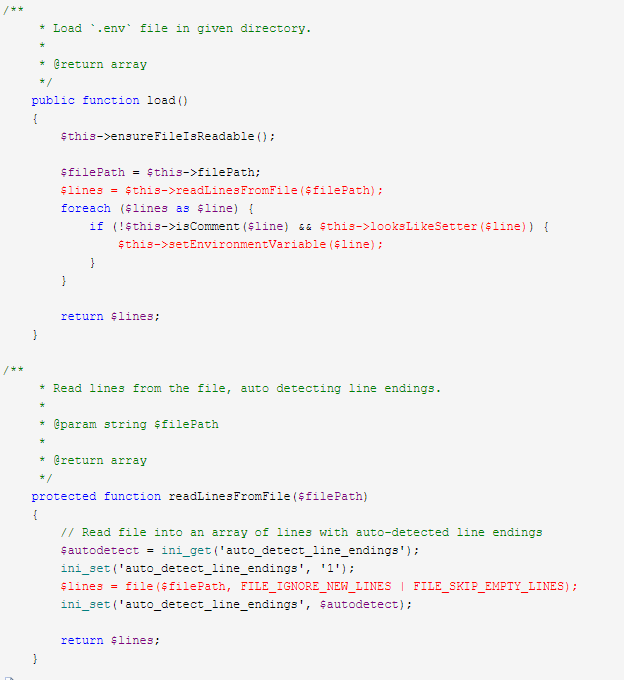 /**
     * Load `.env` file in given directory.
     *
     * @return array
     */
    public function load()
    {
        $this->ensureFileIsReadable();

        $filePath = $this->filePath;
        $lines = $this->readLinesFromFile($filePath);
        foreach ($lines as $line) {
            if (!$this->isComment($line) && $this->looksLikeSetter($line)) {
                $this->setEnvironmentVariable($line);
            }
        }

        return $lines;
    }

/**
     * Read lines from the file, auto detecting line endings.
     *
     * @param string $filePath
     *
     * @return array
     */
    protected function readLinesFromFile($filePath)
    {
        // Read file into an array of lines with auto-detected line endings
        $autodetect = ini_get('auto_detect_line_endings');
        ini_set('auto_detect_line_endings', '1');
        $lines = file($filePath, FILE_IGNORE_NEW_LINES | FILE_SKIP_EMPTY_LINES);
        ini_set('auto_detect_line_endings', $autodetect);

        return $lines;
    }